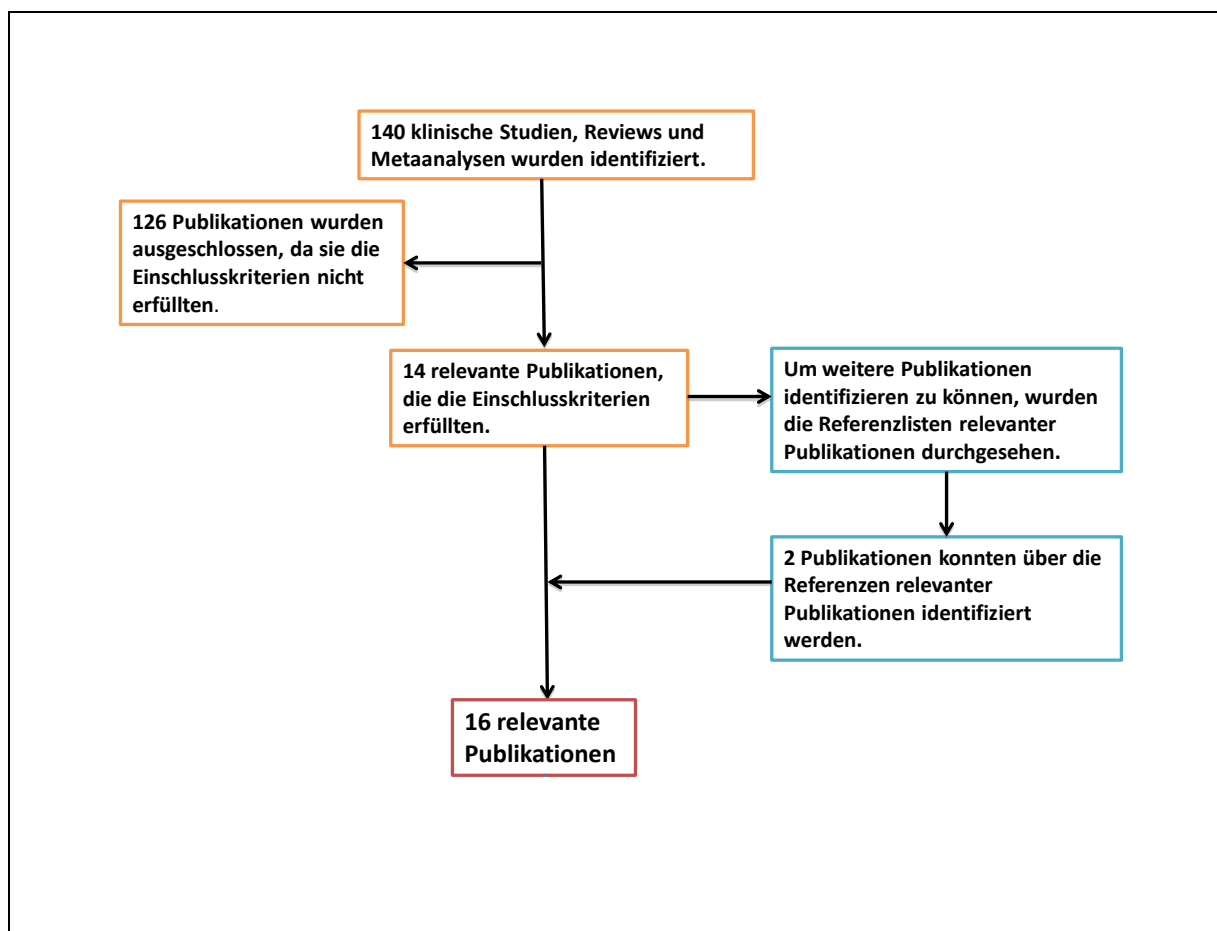 140 klinische Studien, Reviews und
Metaanalysen wurden identifiziert.
126 Publikationen wurden
ausgeschlossen, da sie die
Einschlusskriterien nicht
erfüllten.
14 relevante Publikationen,
die die Einschlusskriterien
erfüllten.
Um weitere Publikationen
identifizieren zu können, wurden
die Referenzlisten relevanter
Publikationen durchgesehen.
2 Publikationen konnten über die
Referenzen relevanter
Publikationen identifiziert
werden.
16 relevante
Publikationen